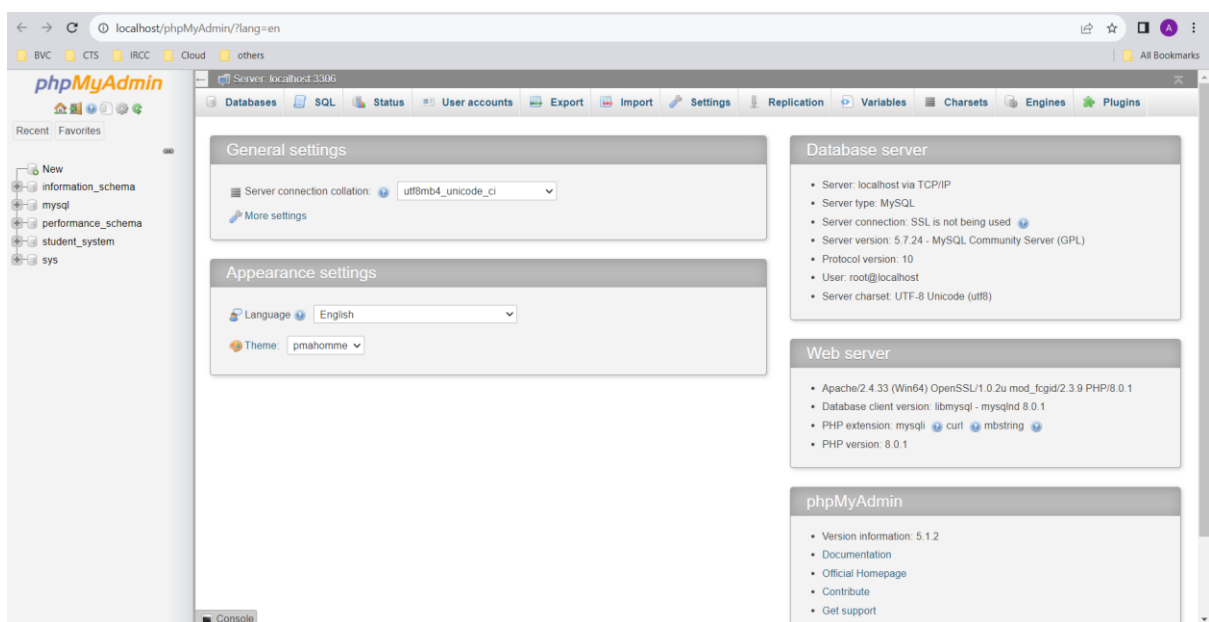 localhost/phpMyAdmin/?lang=en
A
BVC CTS IRCC Cloud others All Bookmarks
phpMyAdmin
Recent Favorites
New
information_schema
mysql
performance_schema
student_system
sys
Server: localhost:3306
Databases SQL Status User accounts Export Import Settings Replication Variables Charsets Engines Plugins
General settings
Server connection collation: utf8mb4_unicode_ci
More settings
Appearance settings
Language English
Theme: pmahomme
Database server
Server: localhost via TCP/IP
Server type: MySQL
Server connection: SSL is not being used
Server version: 5.7.24 - MySQL Community Server (GPL)
Protocol version: 10
User: root@localhost
Server charset: UTF-8 Unicode (utf8)
Web server
Apache/2.4.33 (Win64) OpenSSL/1.0.2u mod_fcgid/2.3.9 PHP/8.0.1
Database client version: libmysql - mysqlnd 8.0.1
PHP extension: mysqli curl mbstring
PHP version: 8.0.1
phpMyAdmin
Version information: 5.1.2
Documentation
Official Homepage
Contribute
Get support
Console